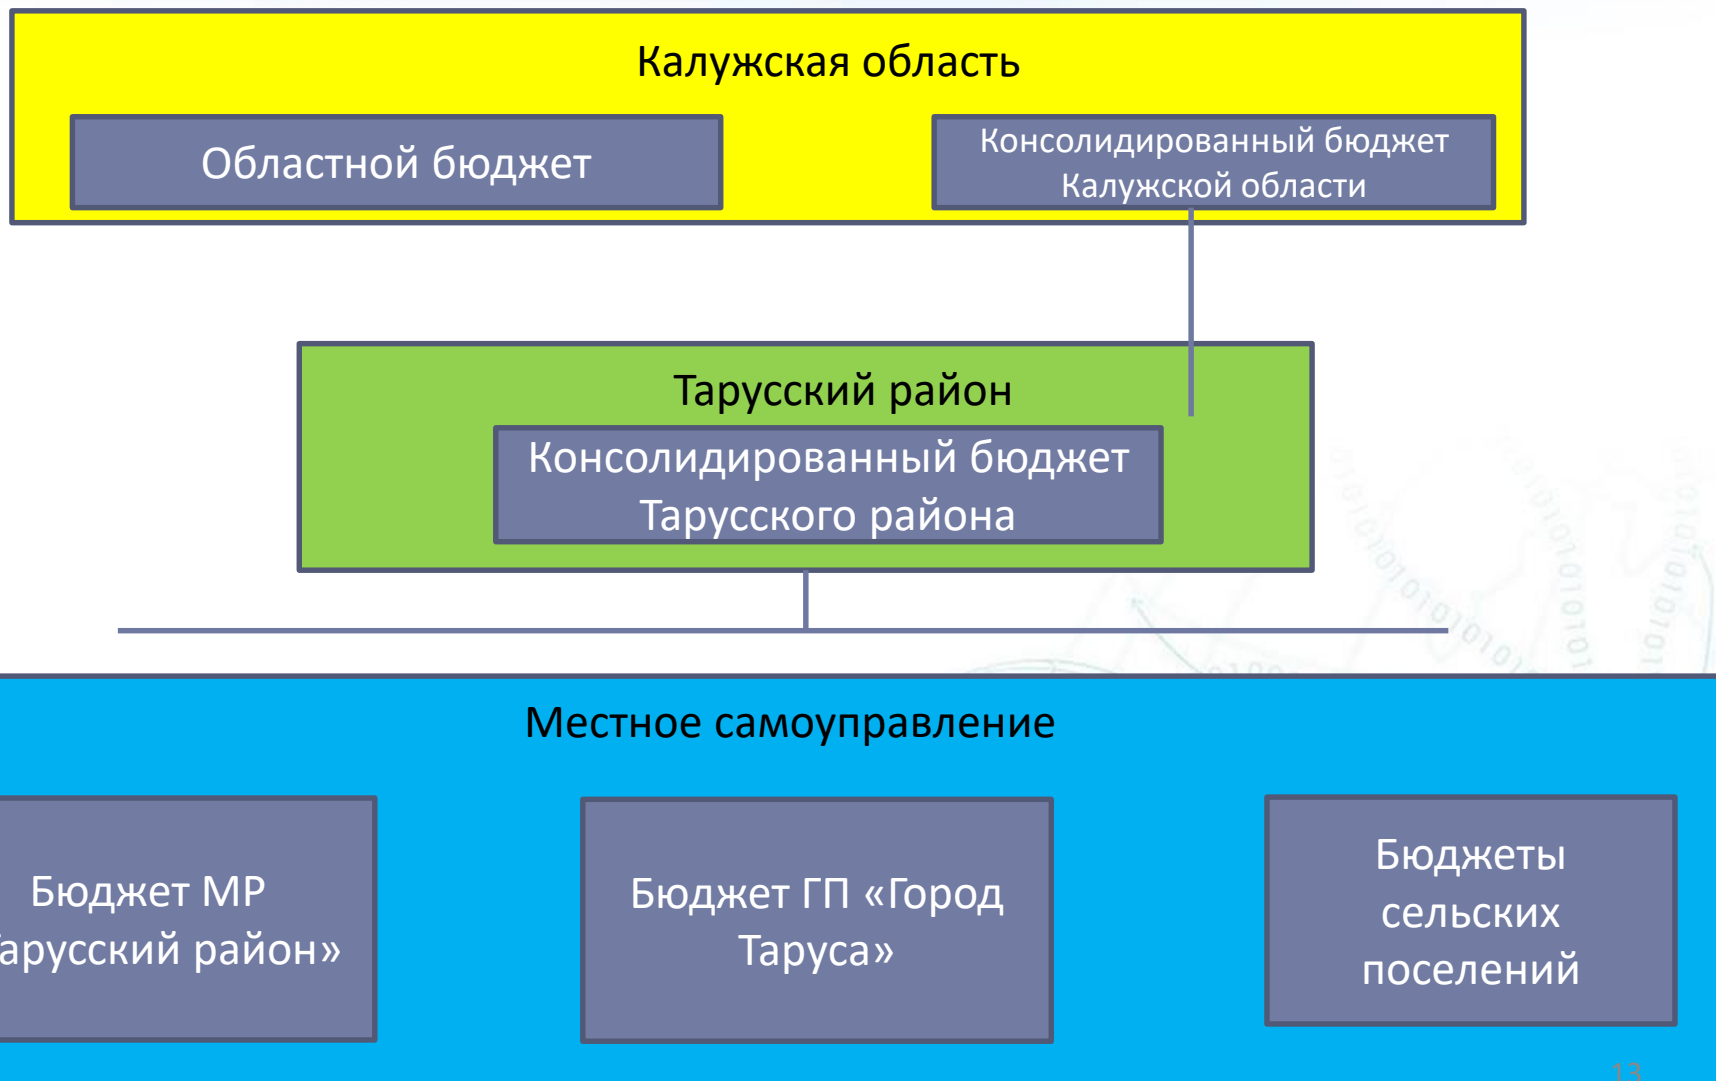 Калужская область
Областной бюджет
Консолидированный бюджет
Калужской области
Тарусский район
Консолидированный бюджет
Тарусского района
Местное самоуправление
Бюджет МР
арусский район»
Бюджет ГП «Город
Таруса»
Бюджеты
сельских
поселений
13